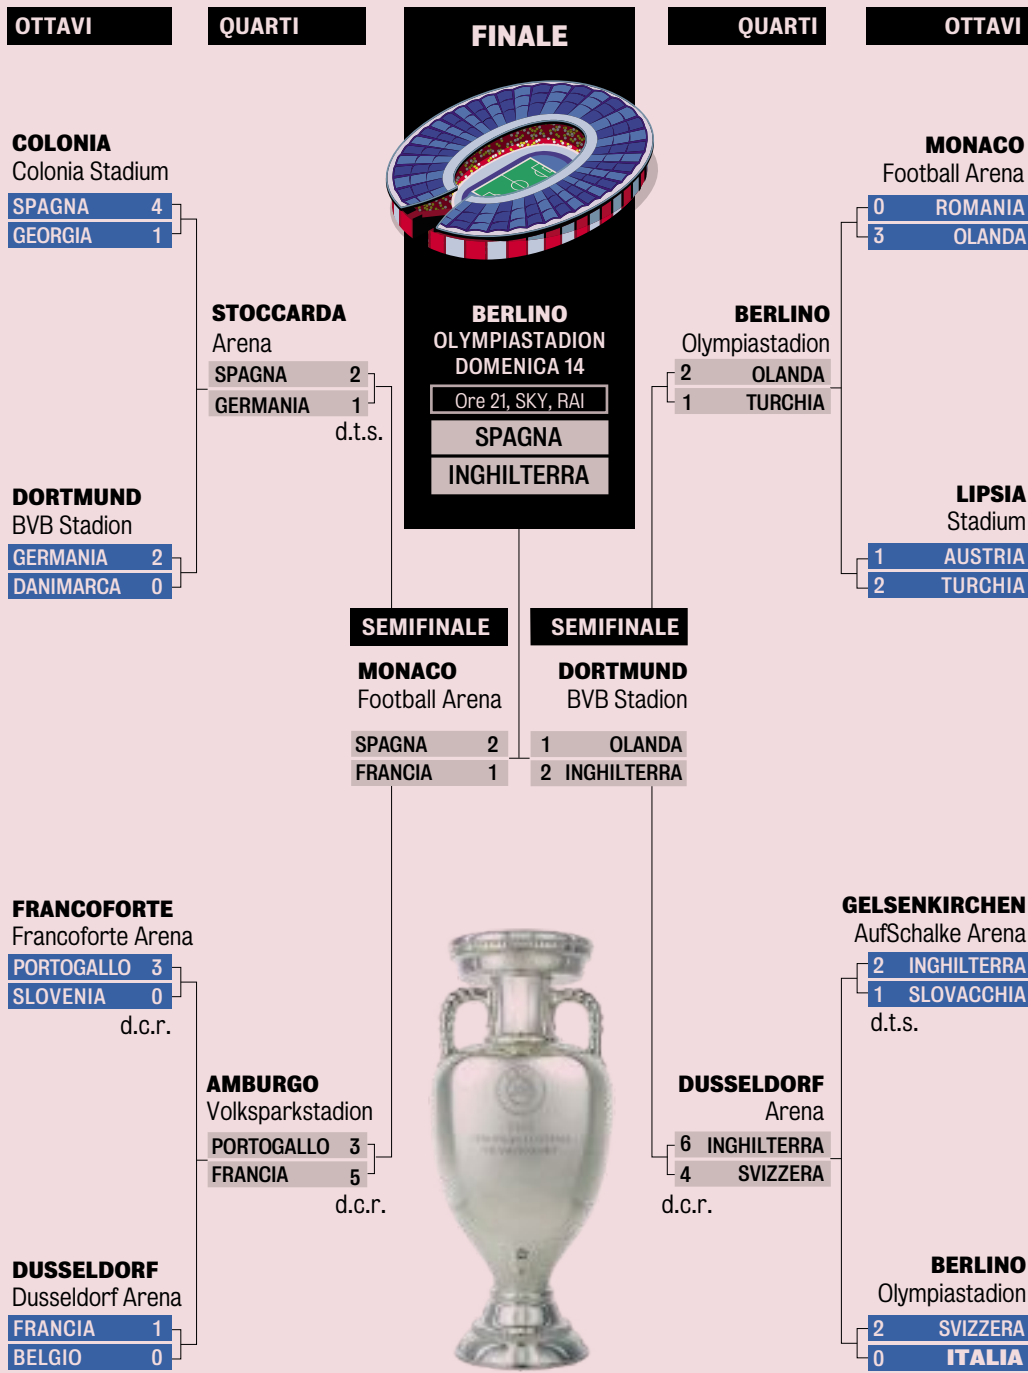 OTTAVI
QUARTI
FINALE
QUARTI
OTTAVI
COLONIA
Colonia Stadium
SPAGNA 4
GEORGIA 1
STOCCARDA
Arena
SPAGNA 2
GERMANIA 1
d.t.s.
DORTMUND
BVB Stadion
GERMANIA 2
DANIMARCA 0
BERLINO
OLYMPIASTADION
DOMENICA 14
Ore 21, SKY, RAI
SPAGNA
INGHILTERRA
MONACO
Football Arena
0 ROMANIA
3 OLANDA
BERLINO
Olympiastadion
2 OLANDA
1 TURCHIA
LIPSIA
Stadium
1 AUSTRIA
2 TURCHIA
SEMIFINALE
MONACO
Football Arena
SPAGNA 2
FRANCIA 1
SEMIFINALE
DORTMUND
BVB Stadion
1 OLANDA
2 INGHILTERRA
FRANCOFORTE
Francoforte Arena
PORTOGALLO 3
SLOVENIA 0
d.c.r.
AMBURGO
Volksparkstadion
PORTOGALLO 3
FRANCIA 5
d.c.r.
DUSSELDORF
Dusseldorf Arena
FRANCIA 1
BELGIO 0
GELSENKIRCHEN
AufSchalke Arena
2 INGHILTERRA
1 SLOVACCHIA
d.t.s.
DUSSELDORF
Arena
6 INGHILTERRA
4 SVIZZERA
d.c.r.
BERLINO
Olympiastadion
2 SVIZZERA
0 ITALIA